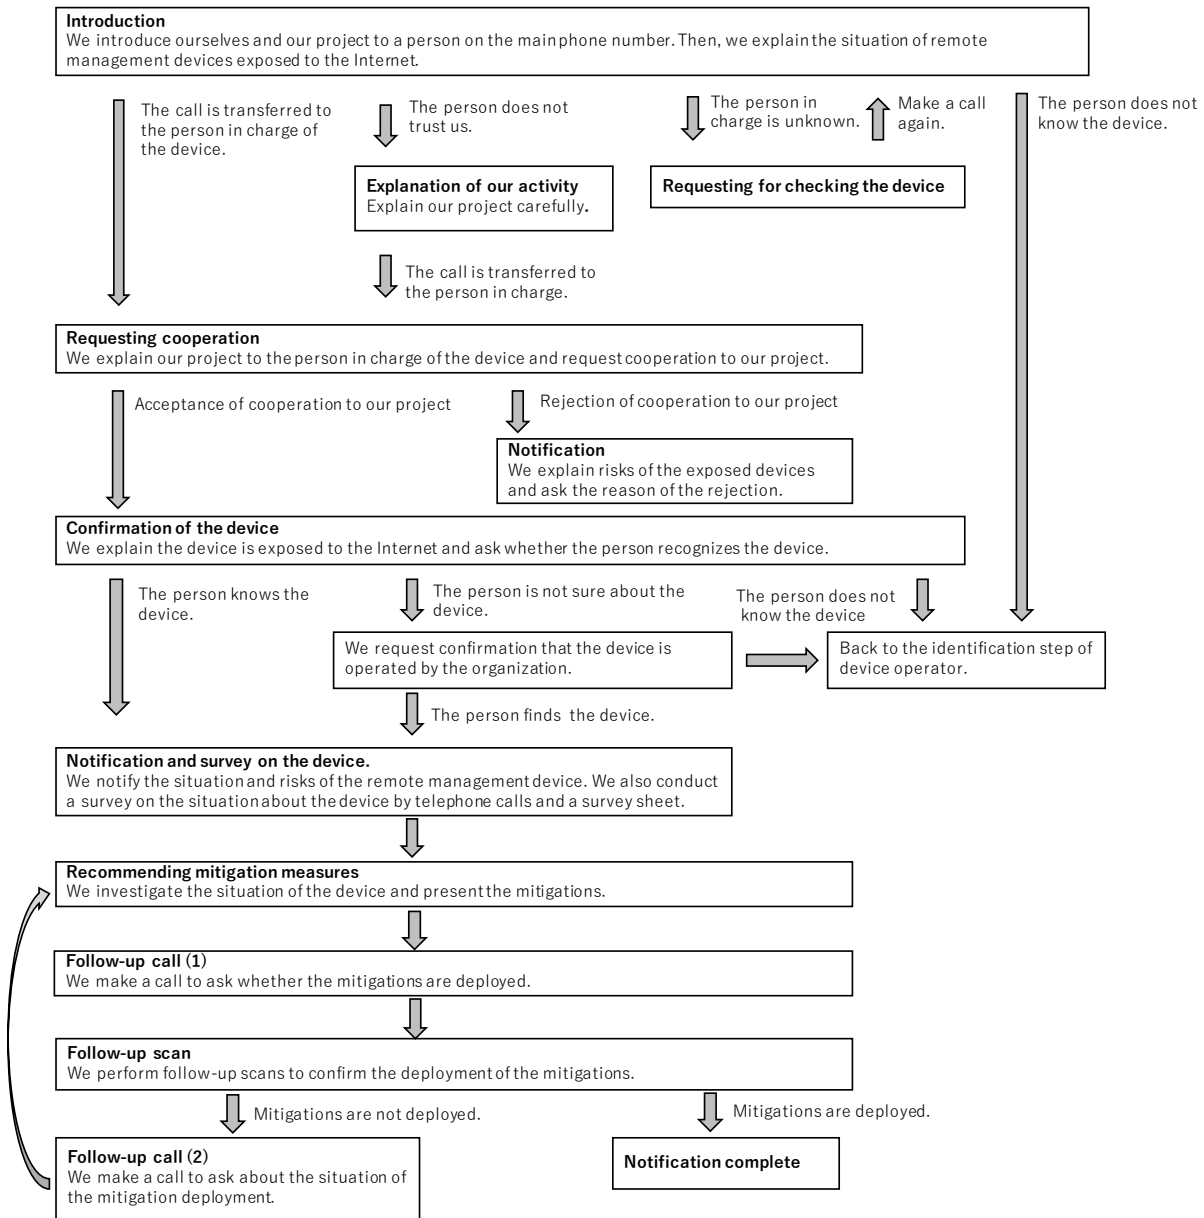 Introduction
We introduce ourselves and our project to a person on the main phone number. Then, we explain the situation of remote
management devices exposed to the Internet.
The call is transferred to
the person in charge of
the device.
The person does not
trust us.
The person in
charge is unknown.
Make a call
again.
The person does not
know the device.
Explanation of our activity
Explain our project carefully.
Requesting for checking the device
The call is transferred to
the person in charge.
Requesting cooperation
We explain our project to the person in charge of the device and request cooperation to our project.
Acceptance of cooperation to our project
Rejection of cooperation to our project
Notification
We explain risks of the exposed devices
and ask the reason of the rejection.
Confirmation of the device
We explain the device is exposed to the Internet and ask whether the person recognizes the device.
The person knows the
device.
The person is not sure about the
device.
The person does not
know the device
We request confirmation that the device is
operated by the organization.
Back to the identification step of
device operator.
The person finds the device.
Notification and survey on the device.
We notify the situation and risks of the remote management device. We also conduct
a survey on the situation about the device by telephone calls and a survey sheet.
Recommending mitigation measures
We investigate the situation of the device and present the mitigations.
Follow-up call (1)
We make a call to ask whether the mitigations are deployed.
Follow-up scan
We perform follow-up scans to confirm the deployment of the mitigations.
Mitigations are not deployed.
Mitigations are deployed.
Follow-up call (2)
We make a call to ask about the situation of
the mitigation deployment.
Notification complete